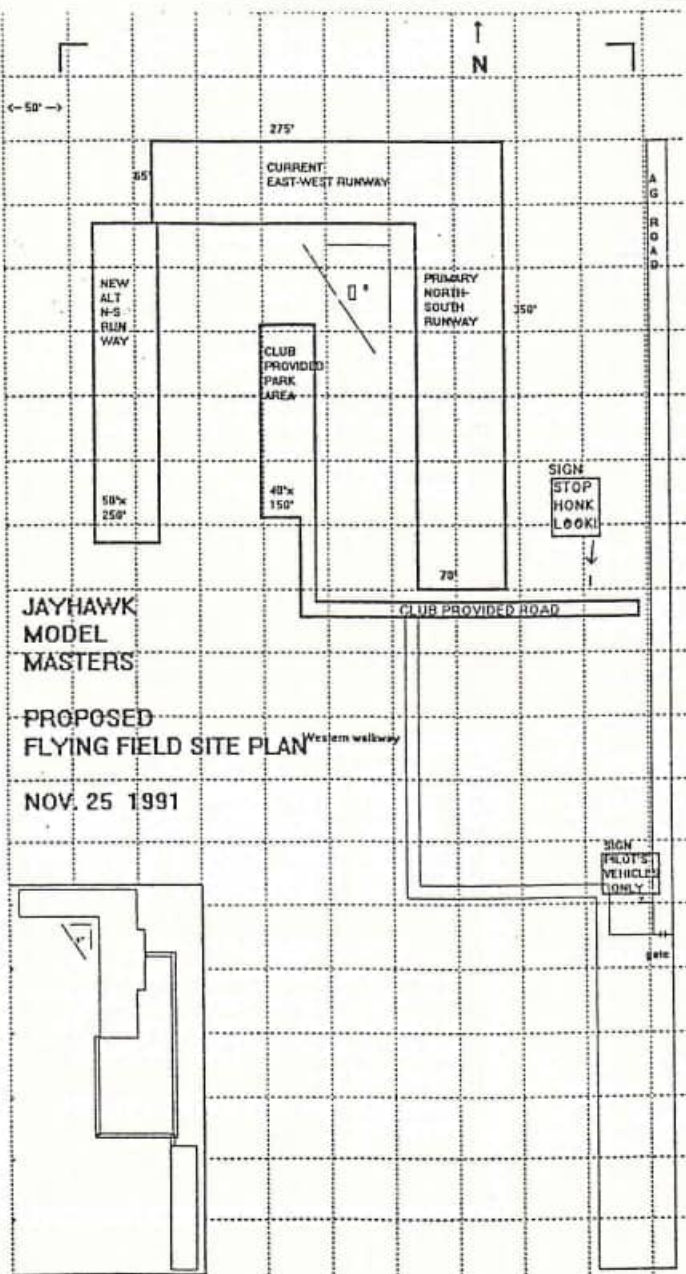 N
<- 50' ->
275'
65'
CURRENT
EAST-WEST RUNWAY
AG ROAD
NEW
ALT
N-S
RUN
WAY
PRIMARY
NORTH-
SOUTH
RUNWAY
350'
CLUB
PROVIDED
PARK
AREA
SIGN
STOP
HONK
LOOK!
50'x
250'
40'x
150'
70'
CLUB PROVIDED ROAD
JAYHAWK
MODEL
MASTERS
PROPOSED
FLYING FIELD SITE PLAN
Western walkway
NOV. 25 1991
SIGN
PILOT'S
VEHICLES
ONLY
gate